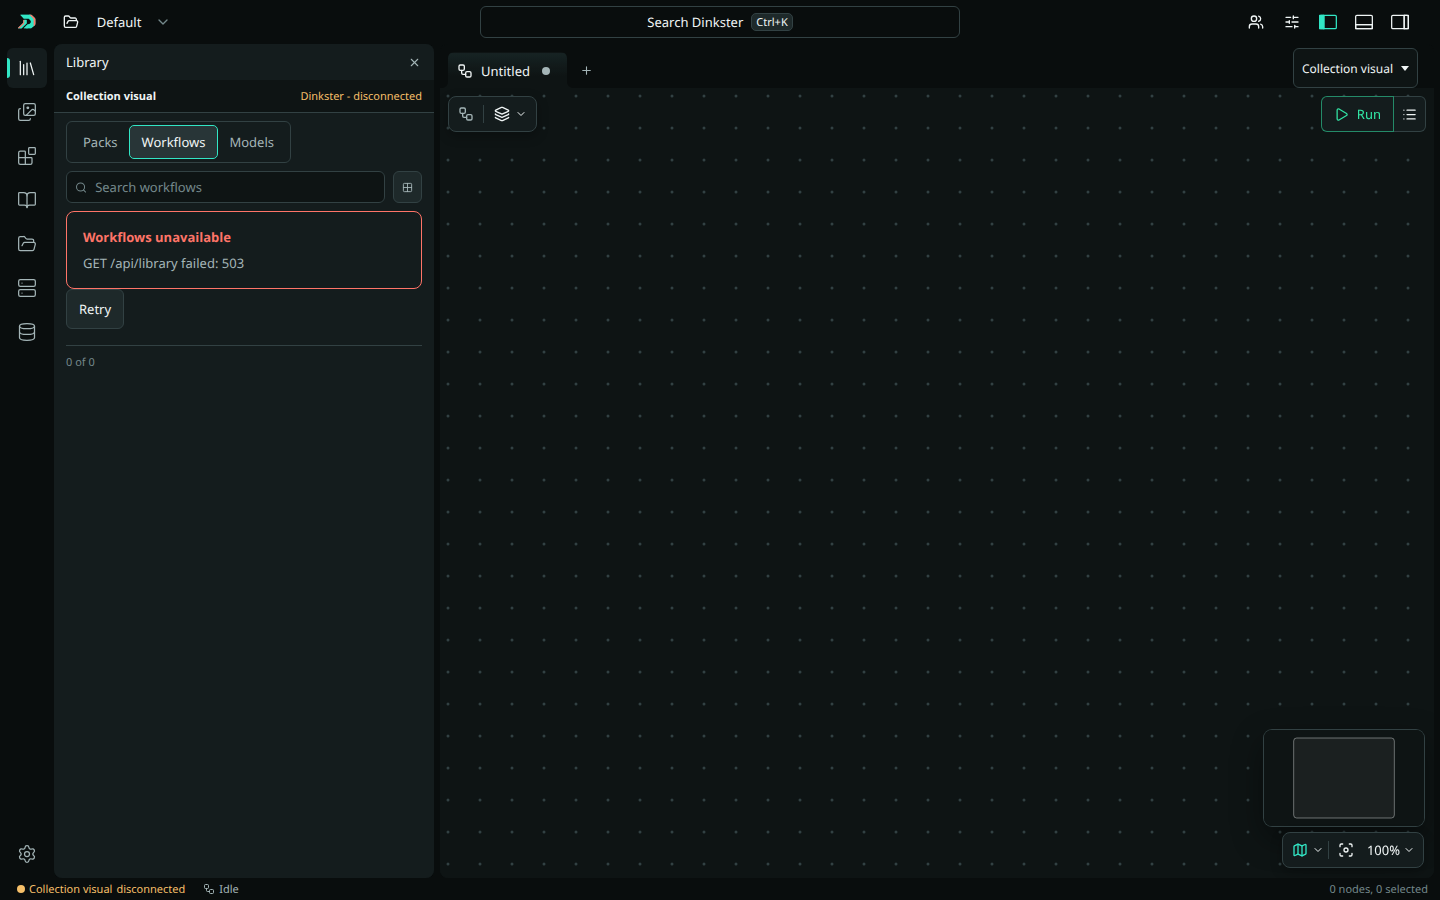 Default
Search Dinkster Ctrl+K
Library
Collection visual Dinkster - disconnected
Packs Workflows Models
Search workflows
Workflows unavailable
GET /api/library failed: 503
Retry
0 of 0
Untitled
Collection visual
Run
100%
Collection visual disconnected Idle
0 nodes, 0 selected